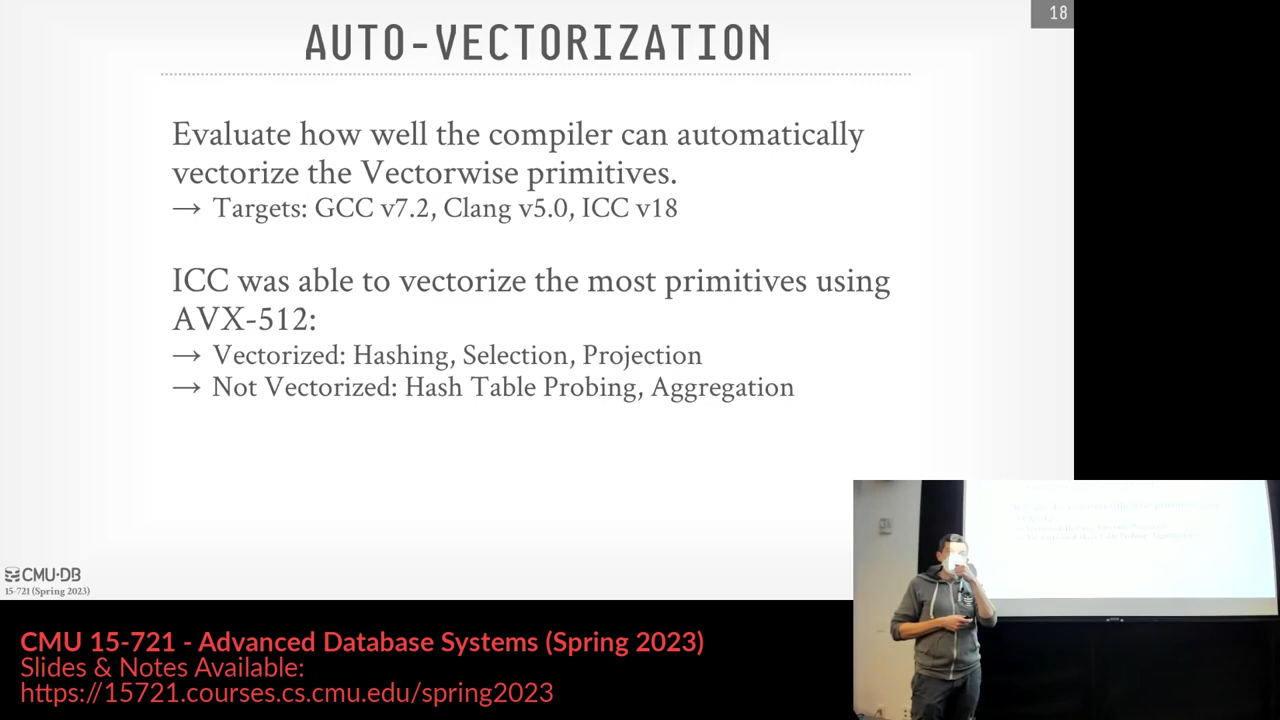 18
AUTO-VECTORIZATION
Evaluate how well the compiler can automatically
vectorize the Vectorwise primitives.
→ Targets: GCC v7.2, Clang v5.0, ICC v18
ICC was able to vectorize the most primitives using
AVX-512:
→ Vectorized: Hashing, Selection, Projection
→ Not Vectorized: Hash Table Probing, Aggregation
CMU·DB
15-721 (Spring 2023)
CMU 15-721 - Advanced Database Systems (Spring 2023)
Slides & Notes Available:
https://15721.courses.cs.cmu.edu/spring2023